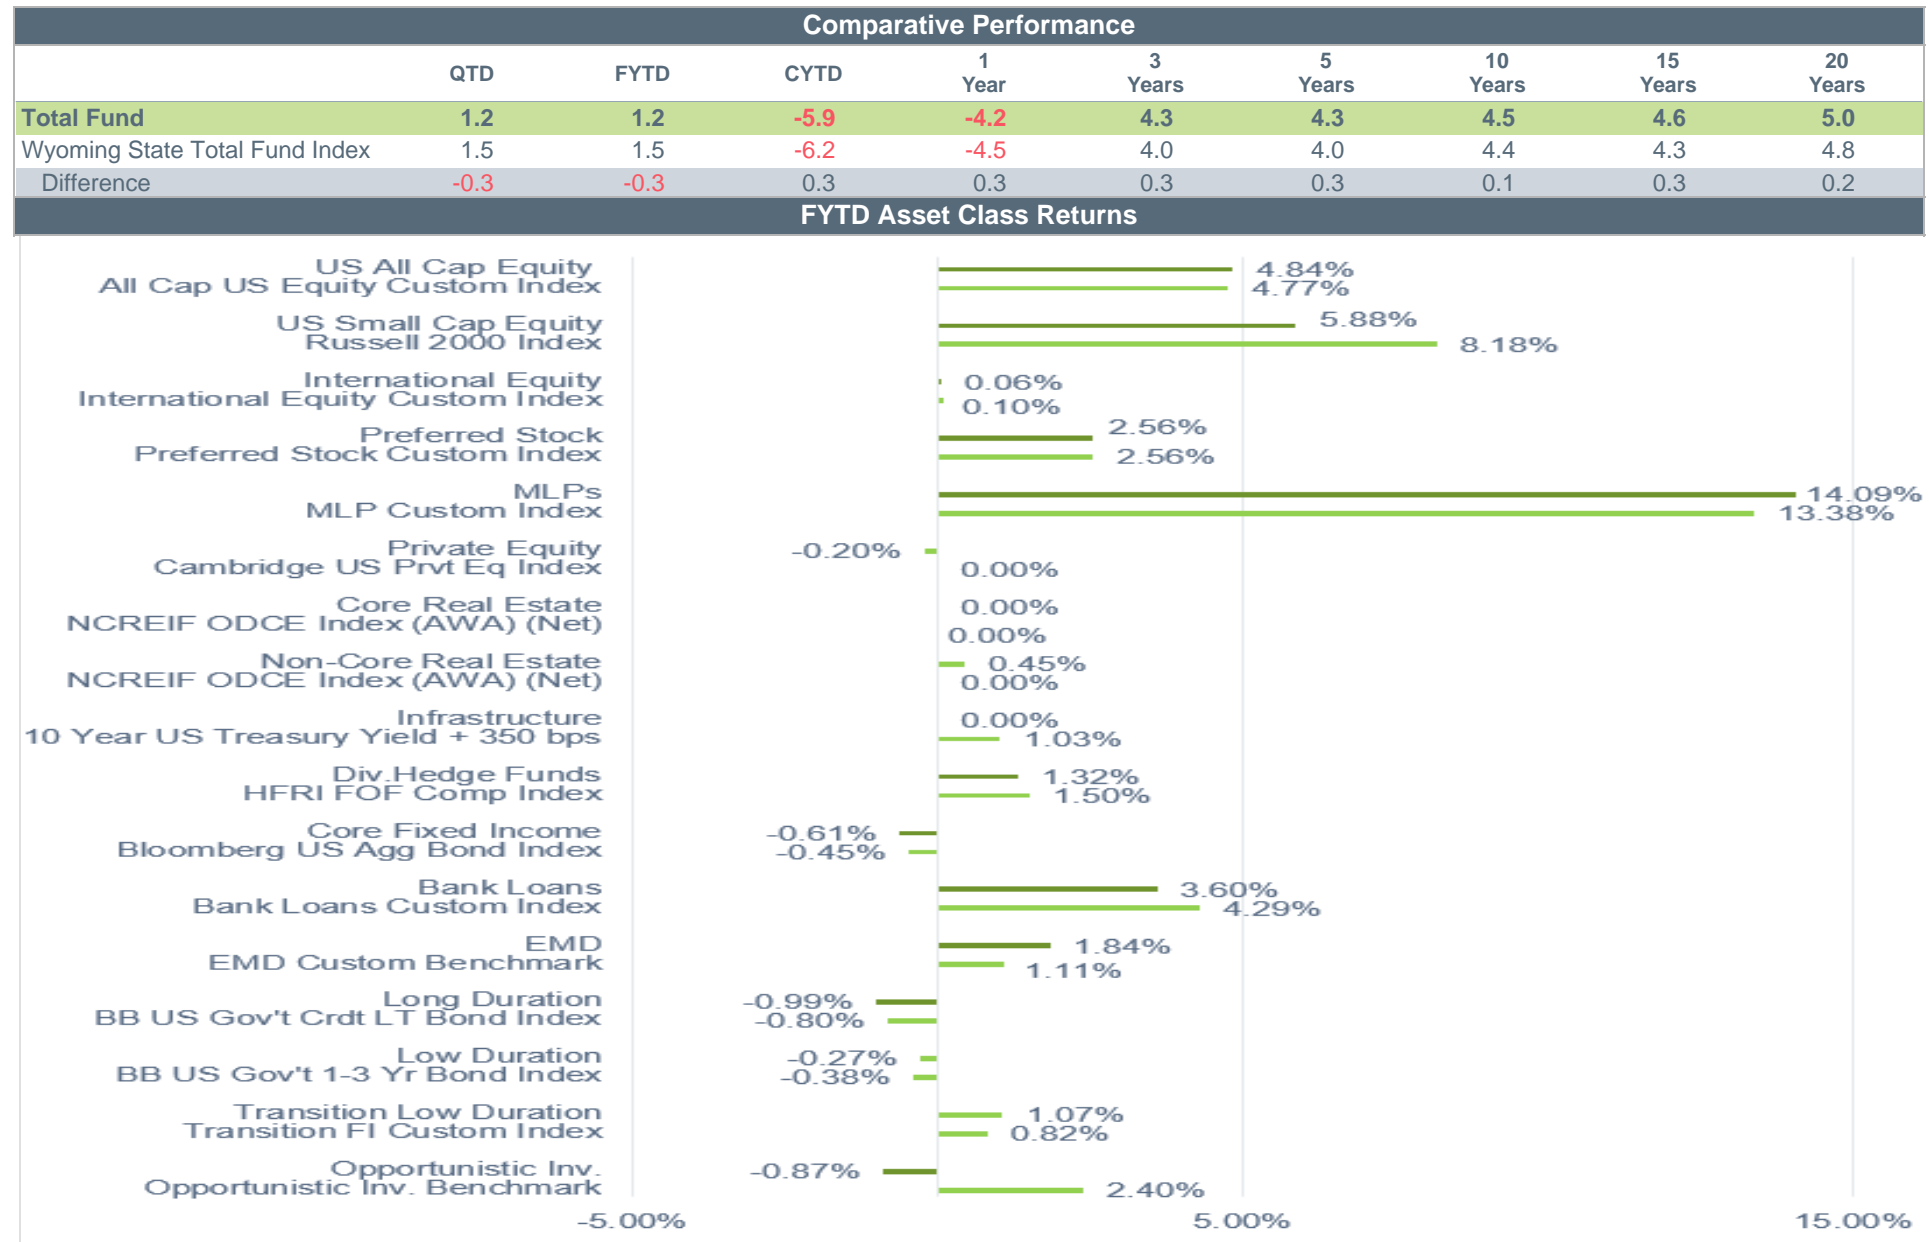 Comparative Performance
QTD FYTD CYTD 1 Year 3 Years 5 Years 10 Years 15 Years 20 Years
Total Fund 1.2 1.2 -5.9 -4.2 4.3 4.3 4.5 4.6 5.0
Wyoming State Total Fund Index 1.5 1.5 -6.2 -4.5 4.0 4.0 4.4 4.3 4.8
Difference -0.3 -0.3 0.3 0.3 0.3 0.3 0.1 0.3 0.2
FYTD Asset Class Returns
US All Cap Equity 4.84%
All Cap US Equity Custom Index 4.77%
US Small Cap Equity 5.88%
Russell 2000 Index 8.18%
International Equity 0.06%
International Equity Custom Index 0.10%
Preferred Stock 2.56%
Preferred Stock Custom Index 2.56%
MLPs 14.09%
MLP Custom Index 13.38%
Private Equity -0.20%
Cambridge US Prvt Eq Index 0.00%
Core Real Estate 0.00%
NCREIF ODCE Index (AWA) (Net) 0.00%
Non-Core Real Estate 0.45%
NCREIF ODCE Index (AWA) (Net) 0.00%
Infrastructure 0.00%
10 Year US Treasury Yield + 350 bps 1.03%
Div.Hedge Funds 1.32%
HFRI FOF Comp Index 1.50%
Core Fixed Income -0.61%
Bloomberg US Agg Bond Index -0.45%
Bank Loans 3.60%
Bank Loans Custom Index 4.29%
EMD 1.84%
EMD Custom Benchmark 1.11%
Long Duration -0.99%
BB US Gov't Crdt LT Bond Index -0.80%
Low Duration -0.27%
BB US Gov't 1-3 Yr Bond Index -0.38%
Transition Low Duration 1.07%
Transition FI Custom Index 0.82%
Opportunistic Inv. -0.87%
Opportunistic Inv. Benchmark 2.40%
-5.00% 5.00% 15.00%